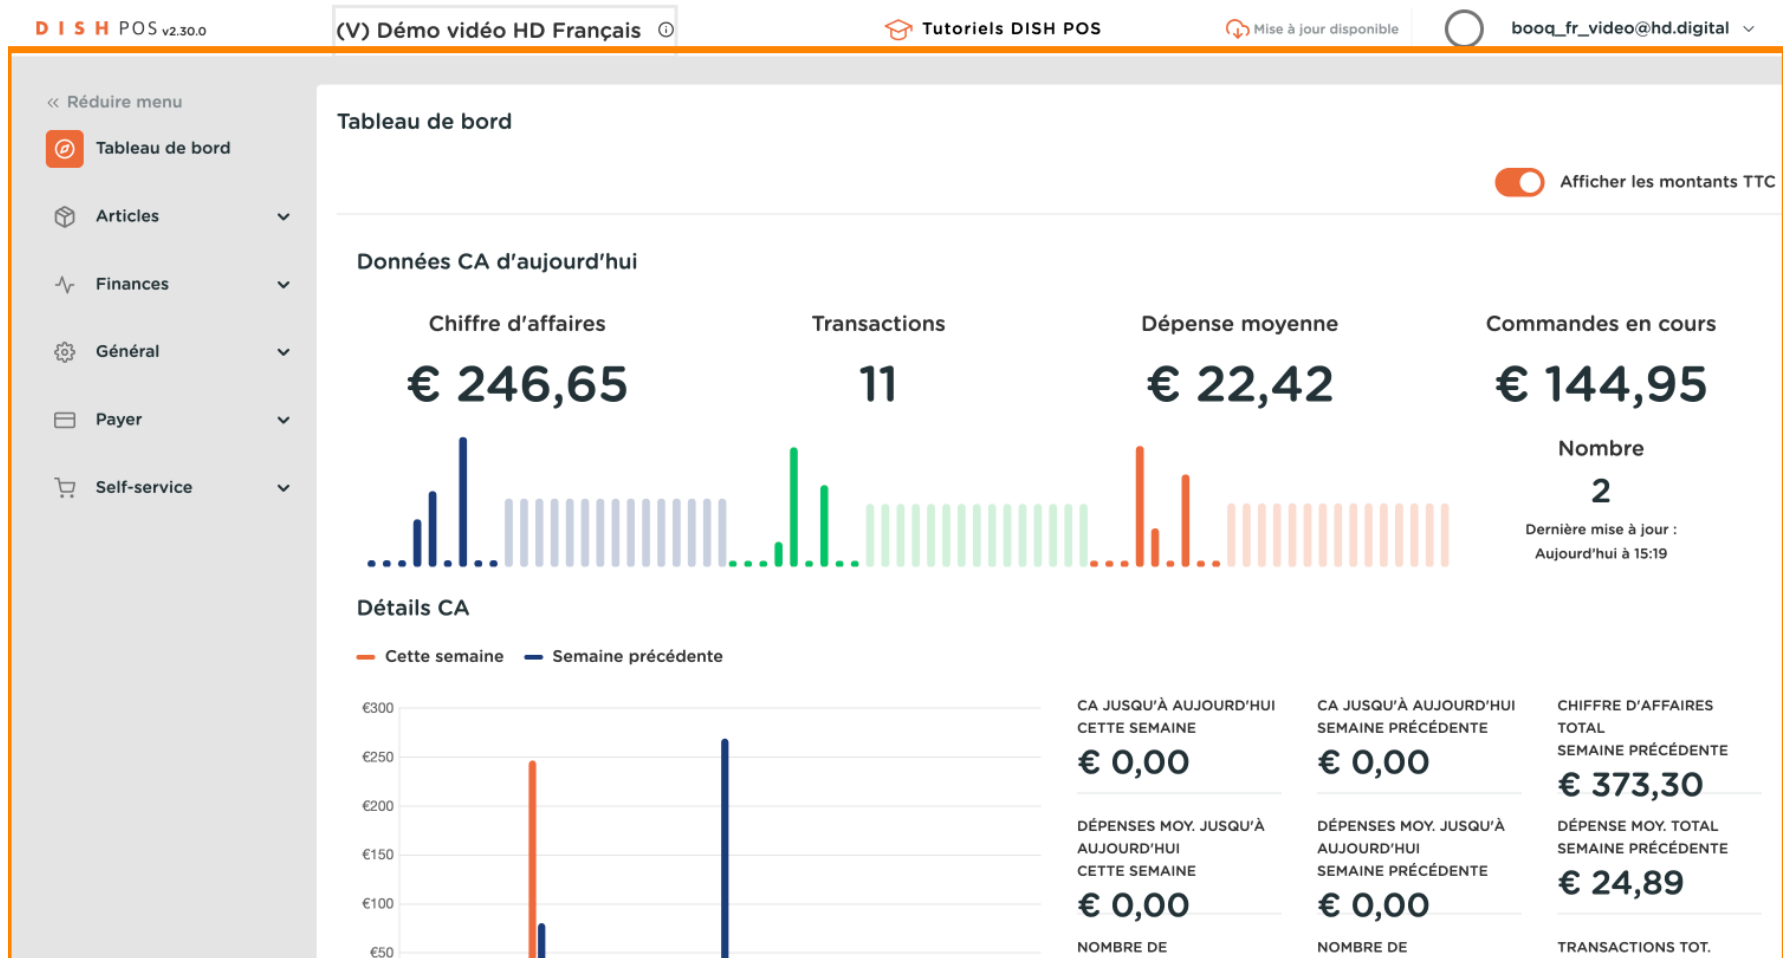 DISH POS v2.30.0
(V) Démo vidéo HD Français
Tutoriels DISH POS
Mise à jour disponible
booq_fr_video@hd.digital
« Réduire menu
Tableau de bord
Articles
Finances
Général
Payer
Self-service
Tableau de bord
Afficher les montants TTC
Données CA d'aujourd'hui
Chiffre d'affaires
€ 246,65
Transactions
11
Dépense moyenne
€ 22,42
Commandes en cours
€ 144,95
Nombre
2
Dernière mise à jour :
Aujourd'hui à 15:19
Détails CA
Cette semaine
Semaine précédente
€300
€250
€200
€150
€100
€50
CA JUSQU'À AUJOURD'HUI
CETTE SEMAINE
€ 0,00
CA JUSQU'À AUJOURD'HUI
SEMAINE PRÉCÉDENTE
€ 0,00
CHIFFRE D'AFFAIRES
TOTAL
SEMAINE PRÉCÉDENTE
€ 373,30
DÉPENSES MOY. JUSQU'À
AUJOURD'HUI
CETTE SEMAINE
€ 0,00
DÉPENSES MOY. JUSQU'À
AUJOURD'HUI
SEMAINE PRÉCÉDENTE
€ 0,00
DÉPENSE MOY. TOTAL
SEMAINE PRÉCÉDENTE
€ 24,89
NOMBRE DE
NOMBRE DE
TRANSACTIONS TOT.